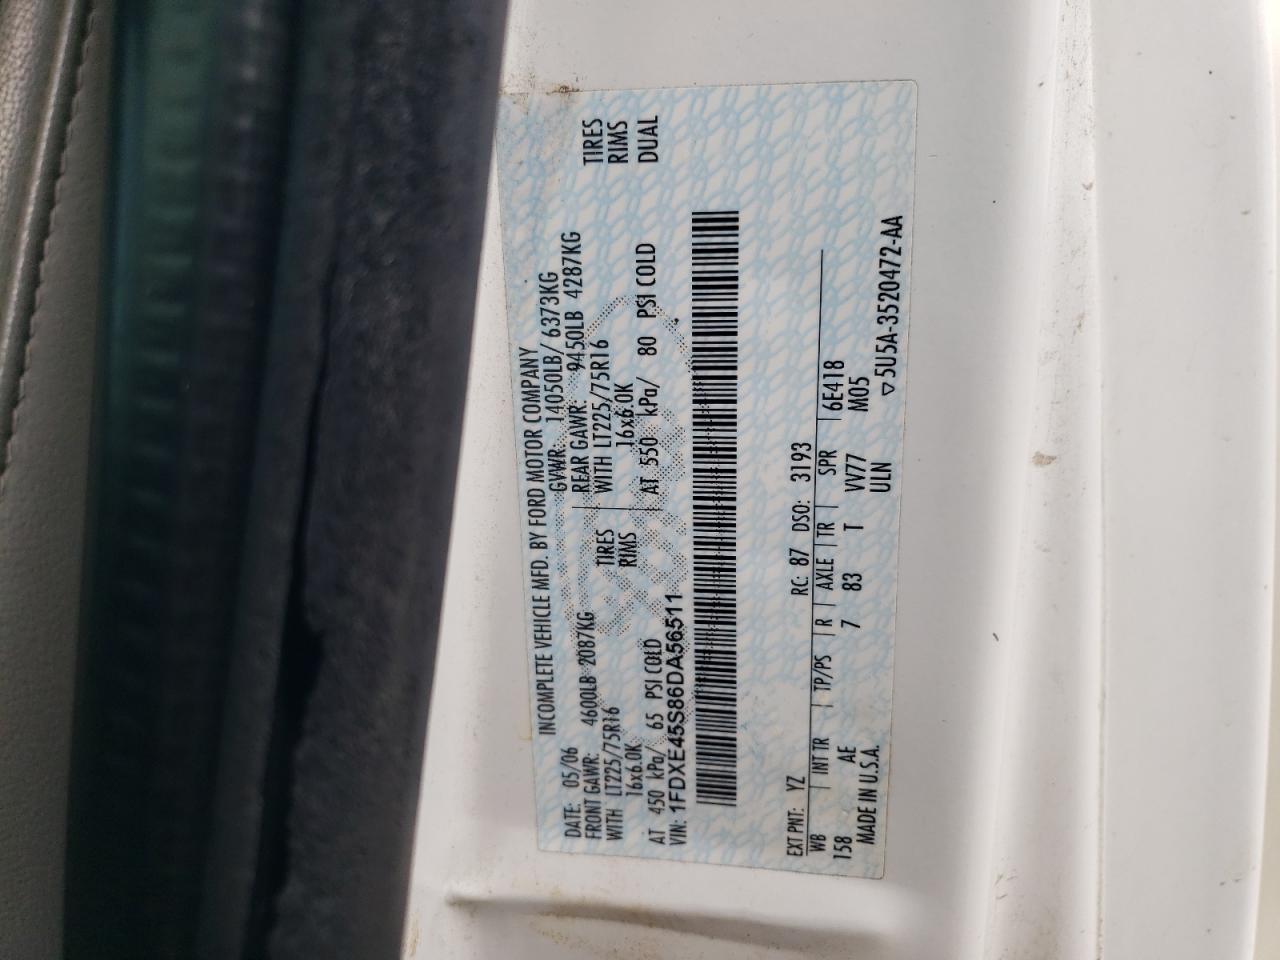 INCOMPLETE VEHICLE MFD. BY FORD MOTOR COMPANY
DATE: 05/06 GVWR: 14050LB/ 6373KG
FRONT GAWR: 4600LB 2087KG REAR GAWR: 9450LB 4287KG
WITH LT225/75R16 TIRES WITH LT225/75R16 TIRES
16x6.0K RIMS 16x6.0K RIMS
AT 450 kPa/ 65 PSI COLD AT 550 kPa/ 80 PSI COLD DUAL
VIN: 1FDXE45S86DA56511
EXT PNT: YZ RC: 87 DSO: 3193
WB INT TR TP/PS R AXLE TR SPR 6E418
158 AE 7 83 T VV77 M05
MADE IN U.S.A. ULN
▽5U5A-3520472-AA